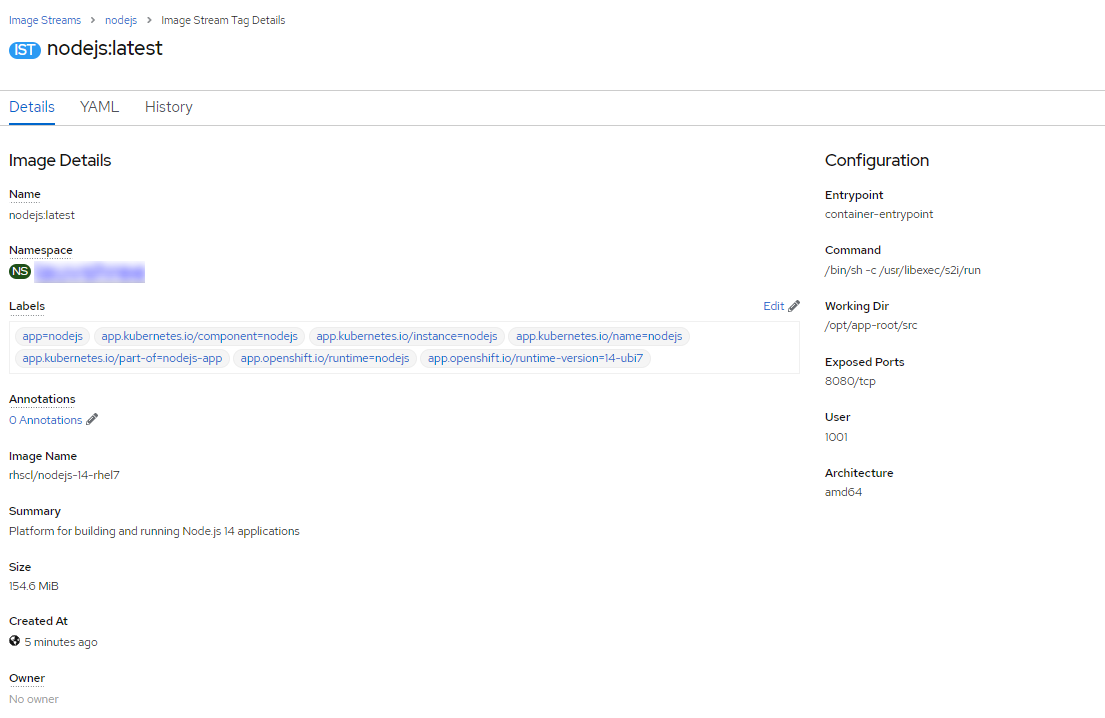 Image Streams > nodejs > Image Stream Tag Details
IST nodejs:latest
Details YAML History
Image Details
Name
nodejs:latest
Namespace
NS
Labels
Edit
app=nodejs app.kubernetes.io/component=nodejs app.kubernetes.io/instance=nodejs app.kubernetes.io/name=nodejs
app.kubernetes.io/part-of=nodejs-app app.openshift.io/runtime=nodejs app.openshift.io/runtime-version=14-ubi7
Annotations
0 Annotations
Image Name
rhscl/nodejs-14-rhel7
Summary
Platform for building and running Node.js 14 applications
Size
154.6 MiB
Created At
5 minutes ago
Owner
No owner
Configuration
Entrypoint
container-entrypoint
Command
/bin/sh -c /usr/libexec/s2i/run
Working Dir
/opt/app-root/src
Exposed Ports
8080/tcp
User
1001
Architecture
amd64